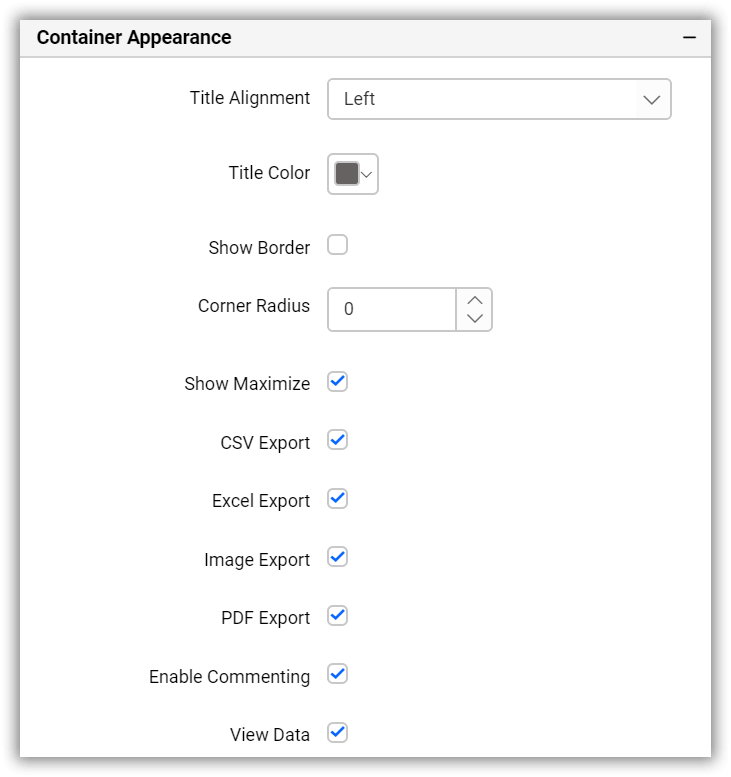 Container Appearance
Title Alignment Left
Title Color
Show Border
Corner Radius 0
Show Maximize
CSV Export
Excel Export
Image Export
PDF Export
Enable Commenting
View Data